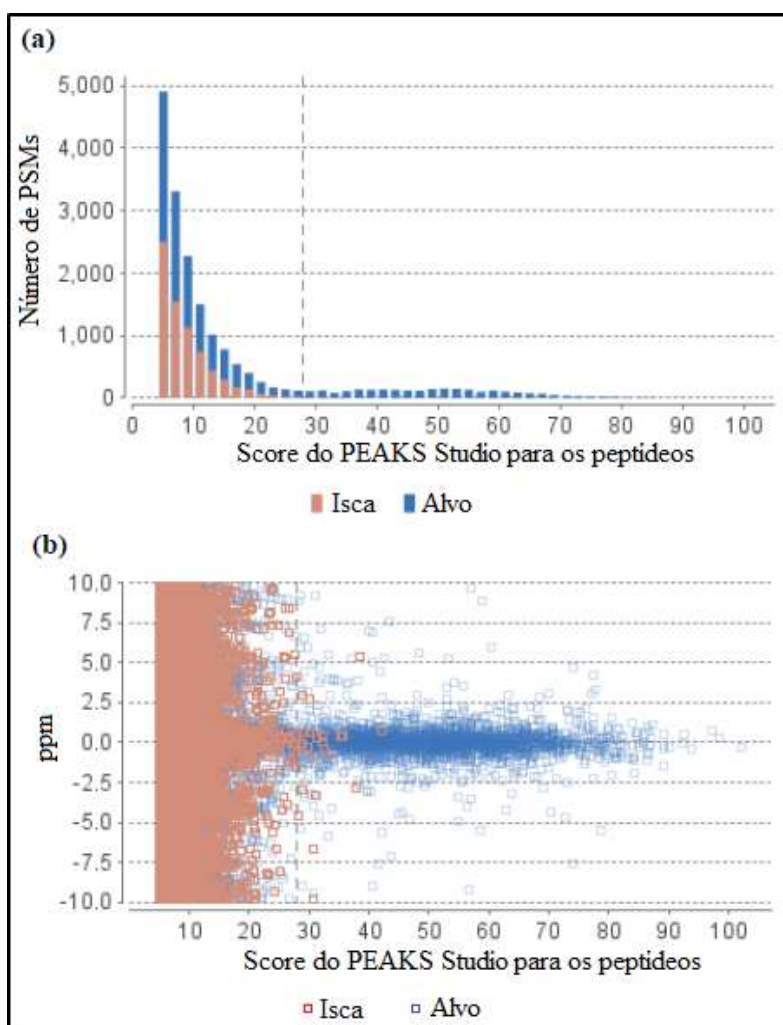 (a)
Número de PSMs
5,000
4,000
3,000
2,000
1,000
0
0 10 20 30 40 50 60 70 80 90 100
Score do PEAKS Studio para os peptideos
Isca Alvo
(b)
ppm
10.0
7.5
5.0
2.5
0.0
-2.5
-5.0
-7.5
-10.0
10 20 30 40 50 60 70 80 90 100
Score do PEAKS Studio para os peptideos
Isca Alvo